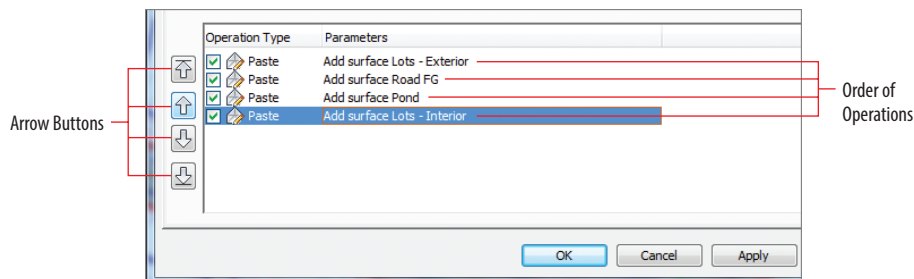 Operation Type Parameters
Paste Add surface Lots - Exterior
Paste Add surface Road FG
Paste Add surface Pond
Paste Add surface Lots - Interior
Arrow Buttons
Order of
Operations
OK Cancel Apply